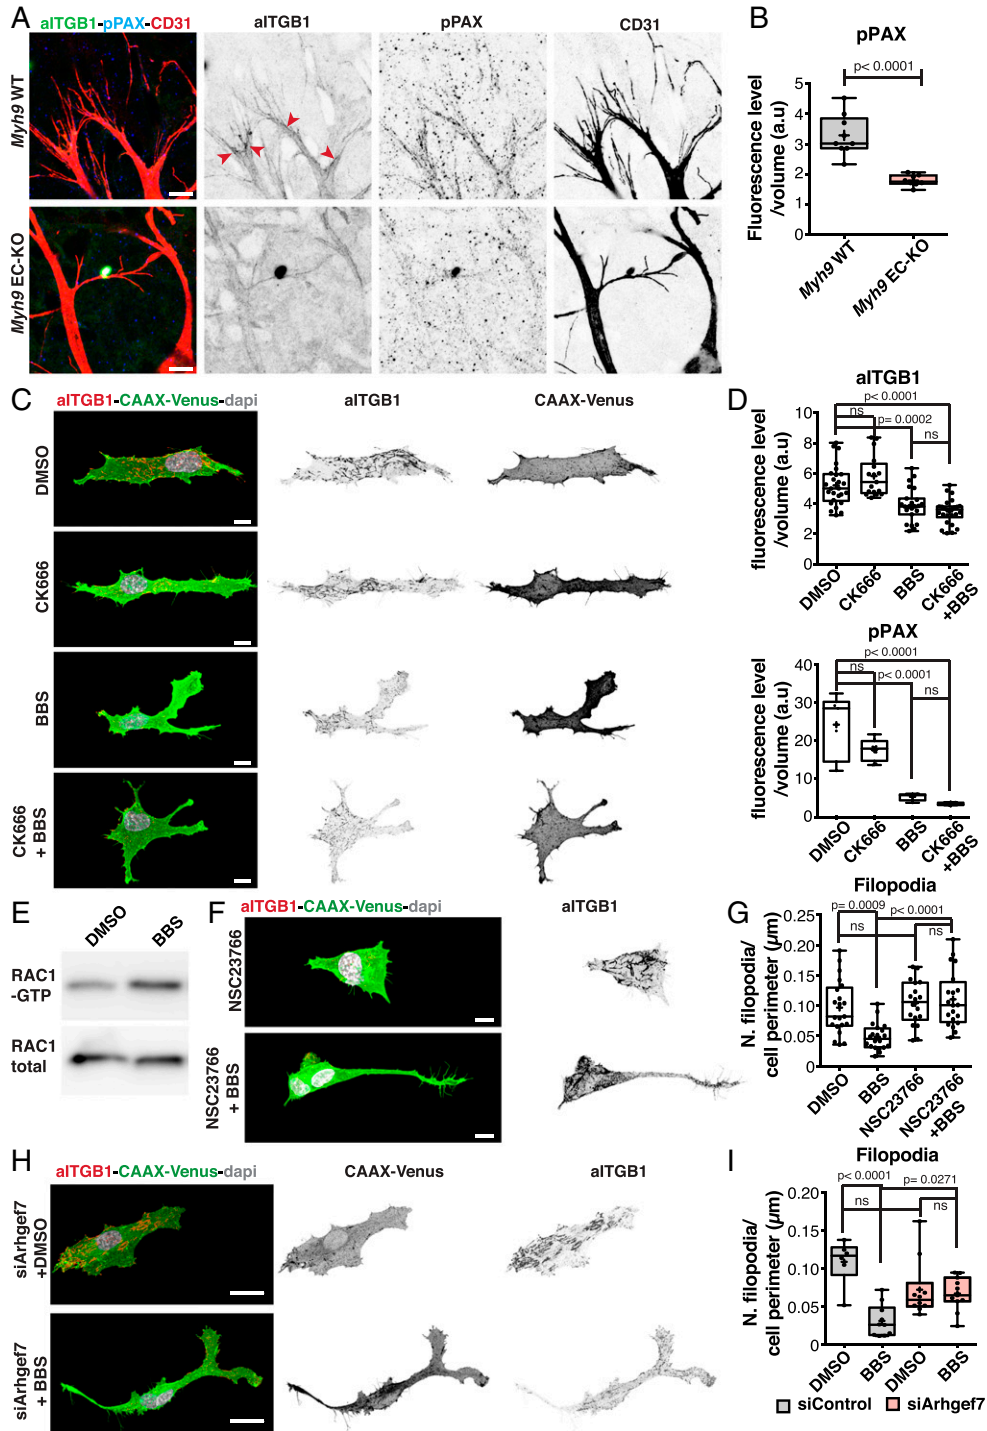 A
aITGB1-pPAX-CD31
aITGB1
pPAX
CD31
Myh9 WT
Myh9 EC-KO
B
pPAX
p< 0.0001
Fluorescence level
/volume (a.u)
5
4
3
2
1
0
Myh9 WT
Myh9 EC-KO
C
aITGB1-CAAX-Venus-dapi
aITGB1
CAAX-Venus
DMSO
CK666
BBS
CK666
+ BBS
D
aITGB1
p< 0.0001
ns
p= 0.0002
ns
fluorescence level
/volume (a.u)
10
8
6
4
2
0
DMSO
CK666
BBS
CK666
+BBS
pPAX
p< 0.0001
ns
p< 0.0001
ns
fluorescence level
/volume (a.u)
40
30
20
10
0
DMSO
CK666
BBS
CK666
+BBS
E
DMSO
BBS
RAC1
-GTP
RAC1
total
F
aITGB1-CAAX-Venus-dapi
aITGB1
NSC23766
NSC23766
+ BBS
G
Filopodia
p= 0.0009
p< 0.0001
ns
ns
N. filopodia/
cell perimeter (µm)
0.25
0.20
0.15
0.10
0.05
0
DMSO
BBS
NSC23766
NSC23766
+BBS
H
aITGB1-CAAX-Venus-dapi
CAAX-Venus
aITGB1
siArhgef7
+DMSO
siArhgef7
+ BBS
I
Filopodia
p< 0.0001
p= 0.0271
ns
ns
N. filopodia/
cell perimeter (µm)
0.20
0.15
0.10
0.05
0
DMSO
BBS
DMSO
BBS
siControl
siArhgef7